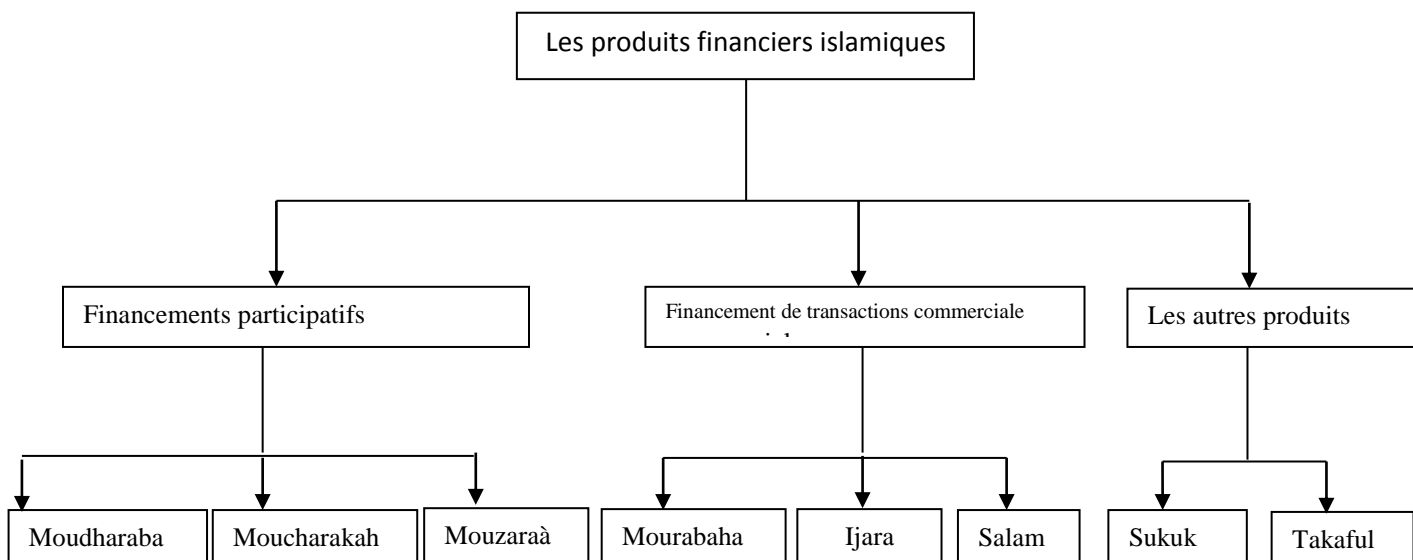 Les produits financiers islamiques
Financements participatifs
Financement de transactions commerciale
Les autres produits
Moudharaba
Moucharakah
Mouzaraà
Mourabaha
Ijara
Salam
Sukuk
Takaful